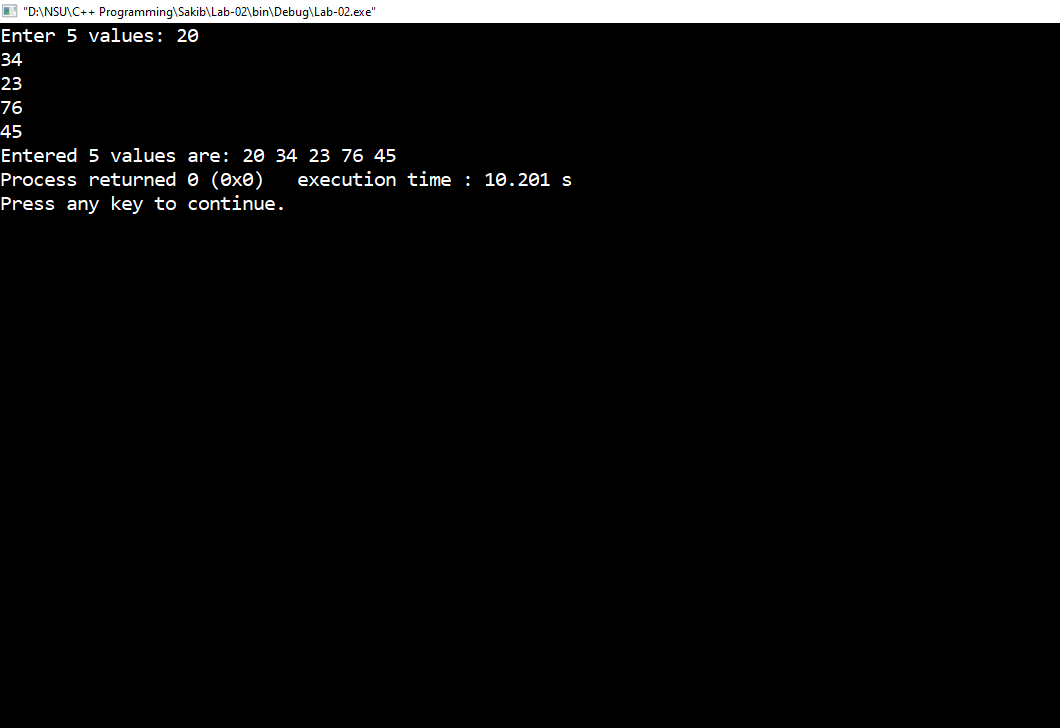 "D:\NSU\C++ Programming\Sakib\Lab-02\bin\Debug\Lab-02.exe"
Enter 5 values: 20
34
23
76
45
Entered 5 values are: 20 34 23 76 45
Process returned 0 (0x0)   execution time : 10.201 s
Press any key to continue.